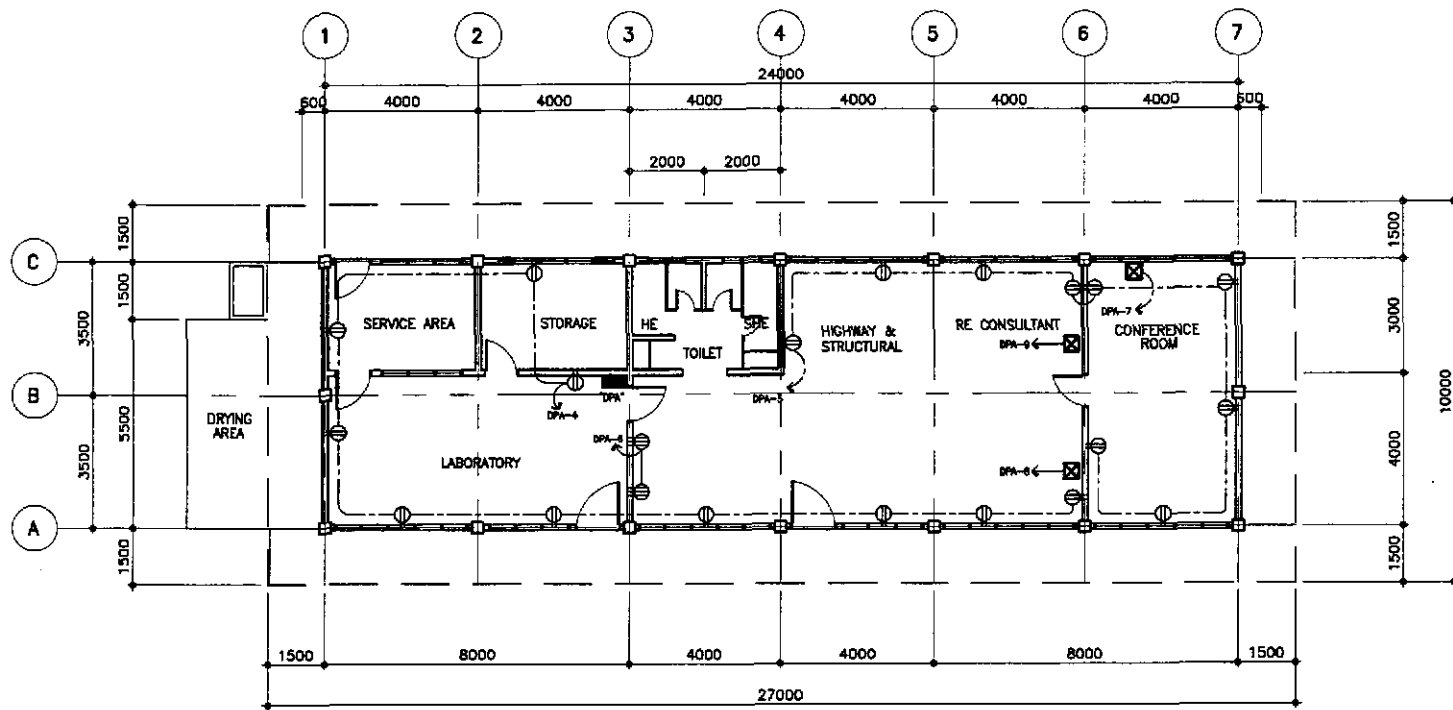 1 2 3 4 5 6 7
24000
600 4000 4000 4000 4000 4000 4000 600
2000 2000
1500 1500
C
1500 3500 3000
SERVICE AREA STORAGE HE SHE
TOILET
HIGHWAY &
STRUCTURAL
RE CONSULTANT
DPA-7
CONFERENCE
ROOM
DPA-9
B
"DPA"
DPA-4
DPA-5
DRYING
AREA
5500 3500 4000 10000
DPA-8
LABORATORY
DPA-6
A
1500 1500
1500 8000 4000 4000 8000 1500
27000